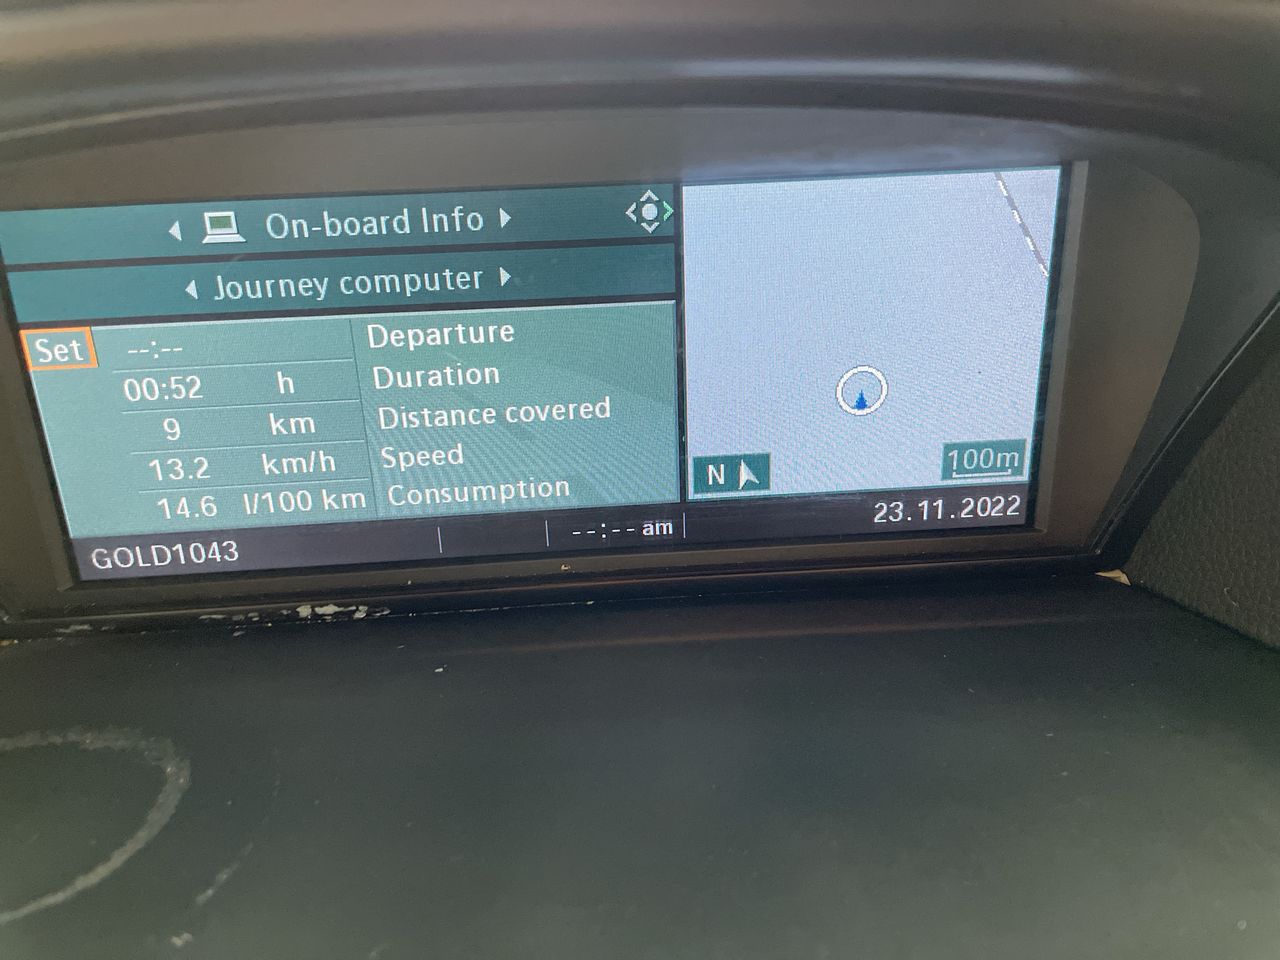 On-board Info
Journey computer
Set --:-- Departure
00:52 h Duration
9 km Distance covered
13.2 km/h Speed
14.6 l/100 km Consumption
N 100m
GOLD1043 --:-- am 23.11.2022